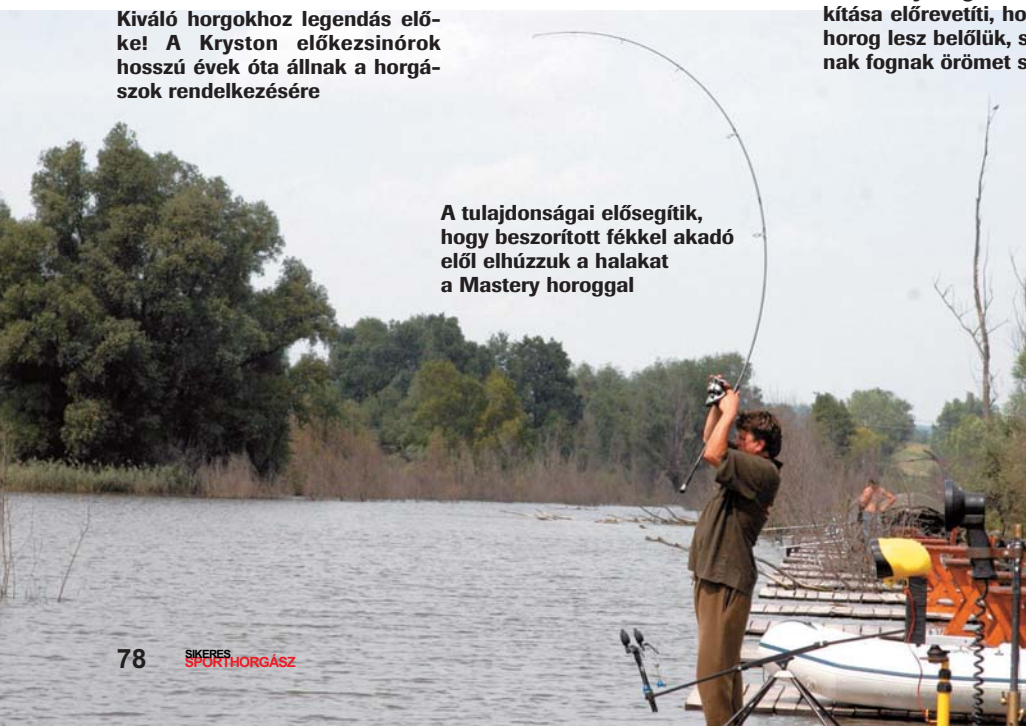 Kiváló horgokhoz legendás elő-
ke! A Kryston előkezsinórok
hosszú évek óta állnak a horgá-
szok rendelkezésére
kítása előrevetíti, ho
horog lesz belőlük, s
nak fognak örömet s
A tulajdonságai elősegítik,
hogy beszorított fékkel akadó
elől elhúzzuk a halakat
a Mastery horoggal
78
SIKERES
SPORTHORGÁSZ